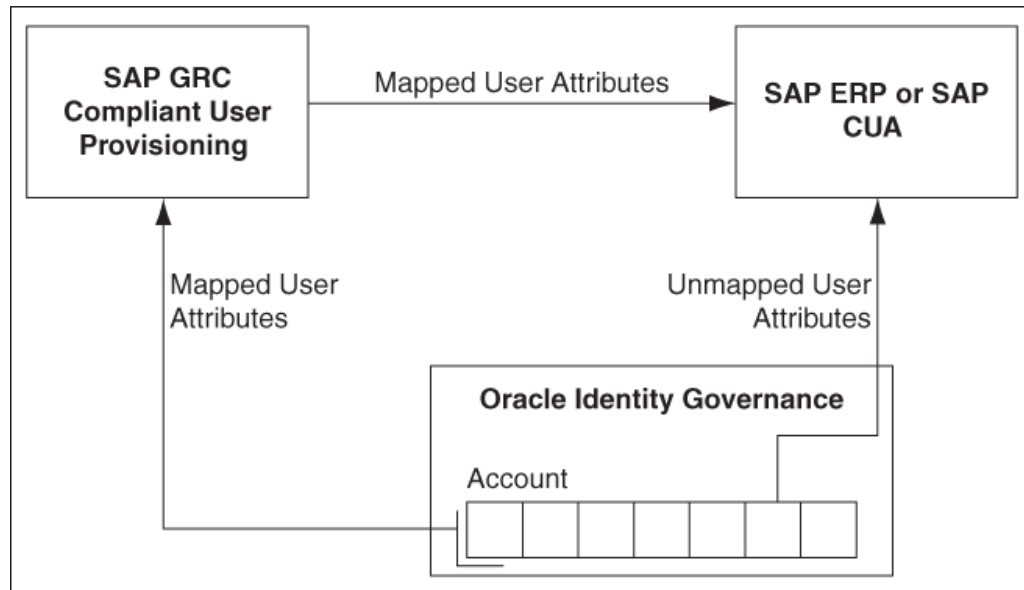 SAP GRC
Compliant User
Provisioning
Mapped User Attributes
SAP ERP or SAP
CUA
Mapped User
Attributes
Unmapped User
Attributes
Oracle Identity Governance
Account